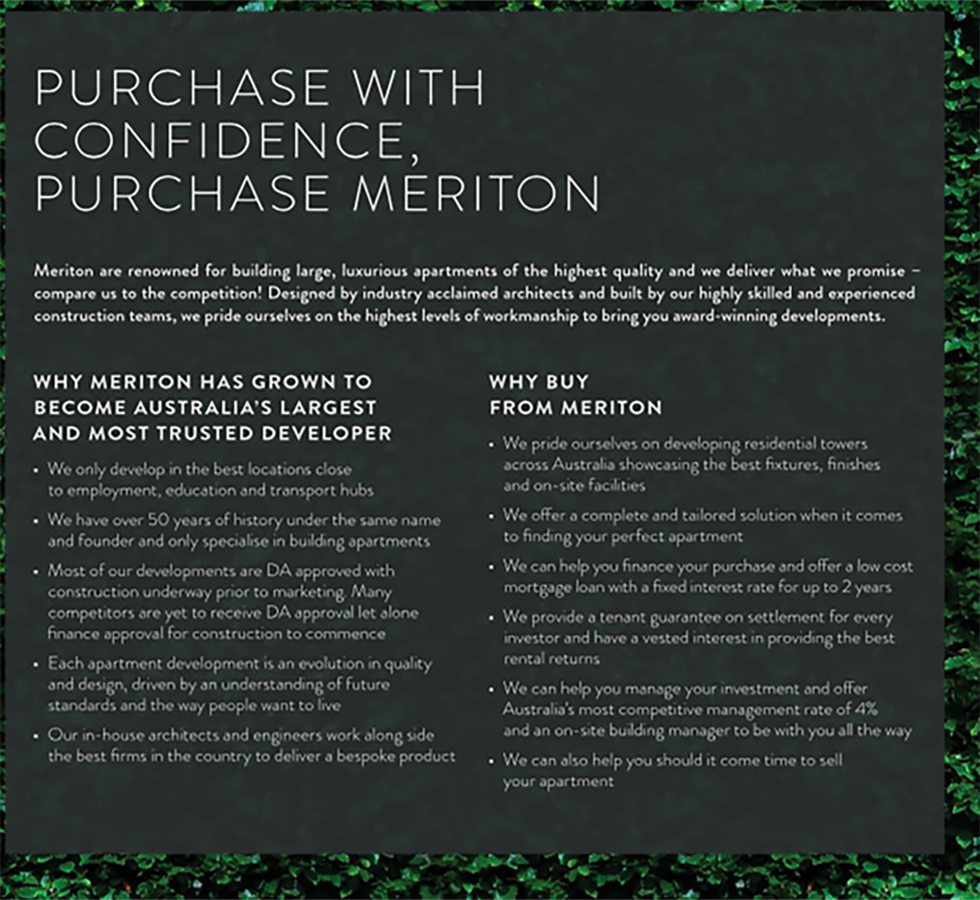 PURCHASE WITH
CONFIDENCE,
PURCHASE MERITON
Meriton are renowned for building large, luxurious apartments of the highest quality and we deliver what we promise –
compare us to the competition! Designed by industry acclaimed architects and built by our highly skilled and experienced
construction teams, we pride ourselves on the highest levels of workmanship to bring you award-winning developments.
WHY MERITON HAS GROWN TO
BECOME AUSTRALIA'S LARGEST
AND MOST TRUSTED DEVELOPER
• We only develop in the best locations close
to employment, education and transport hubs
• We have over 50 years of history under the same name
and founder and only specialise in building apartments
• Most of our developments are DA approved with
construction underway prior to marketing. Many
competitors are yet to receive DA approval let alone
finance approval for construction to commence
• Each apartment development is an evolution in quality
and design, driven by an understanding of future
standards and the way people want to live
• Our in-house architects and engineers work along side
the best firms in the country to deliver a bespoke product
WHY BUY
FROM MERITON
• We pride ourselves on developing residential towers
across Australia showcasing the best fixtures, finishes
and on-site facilities
• We offer a complete and tailored solution when it comes
to finding your perfect apartment
• We can help you finance your purchase and offer a low cost
mortgage loan with a fixed interest rate for up to 2 years
• We provide a tenant guarantee on settlement for every
investor and have a vested interest in providing the best
rental returns
• We can help you manage your investment and offer
Australia's most competitive management rate of 4%
and an on-site building manager to be with you all the way
• We can also help you should it come time to sell
your apartment